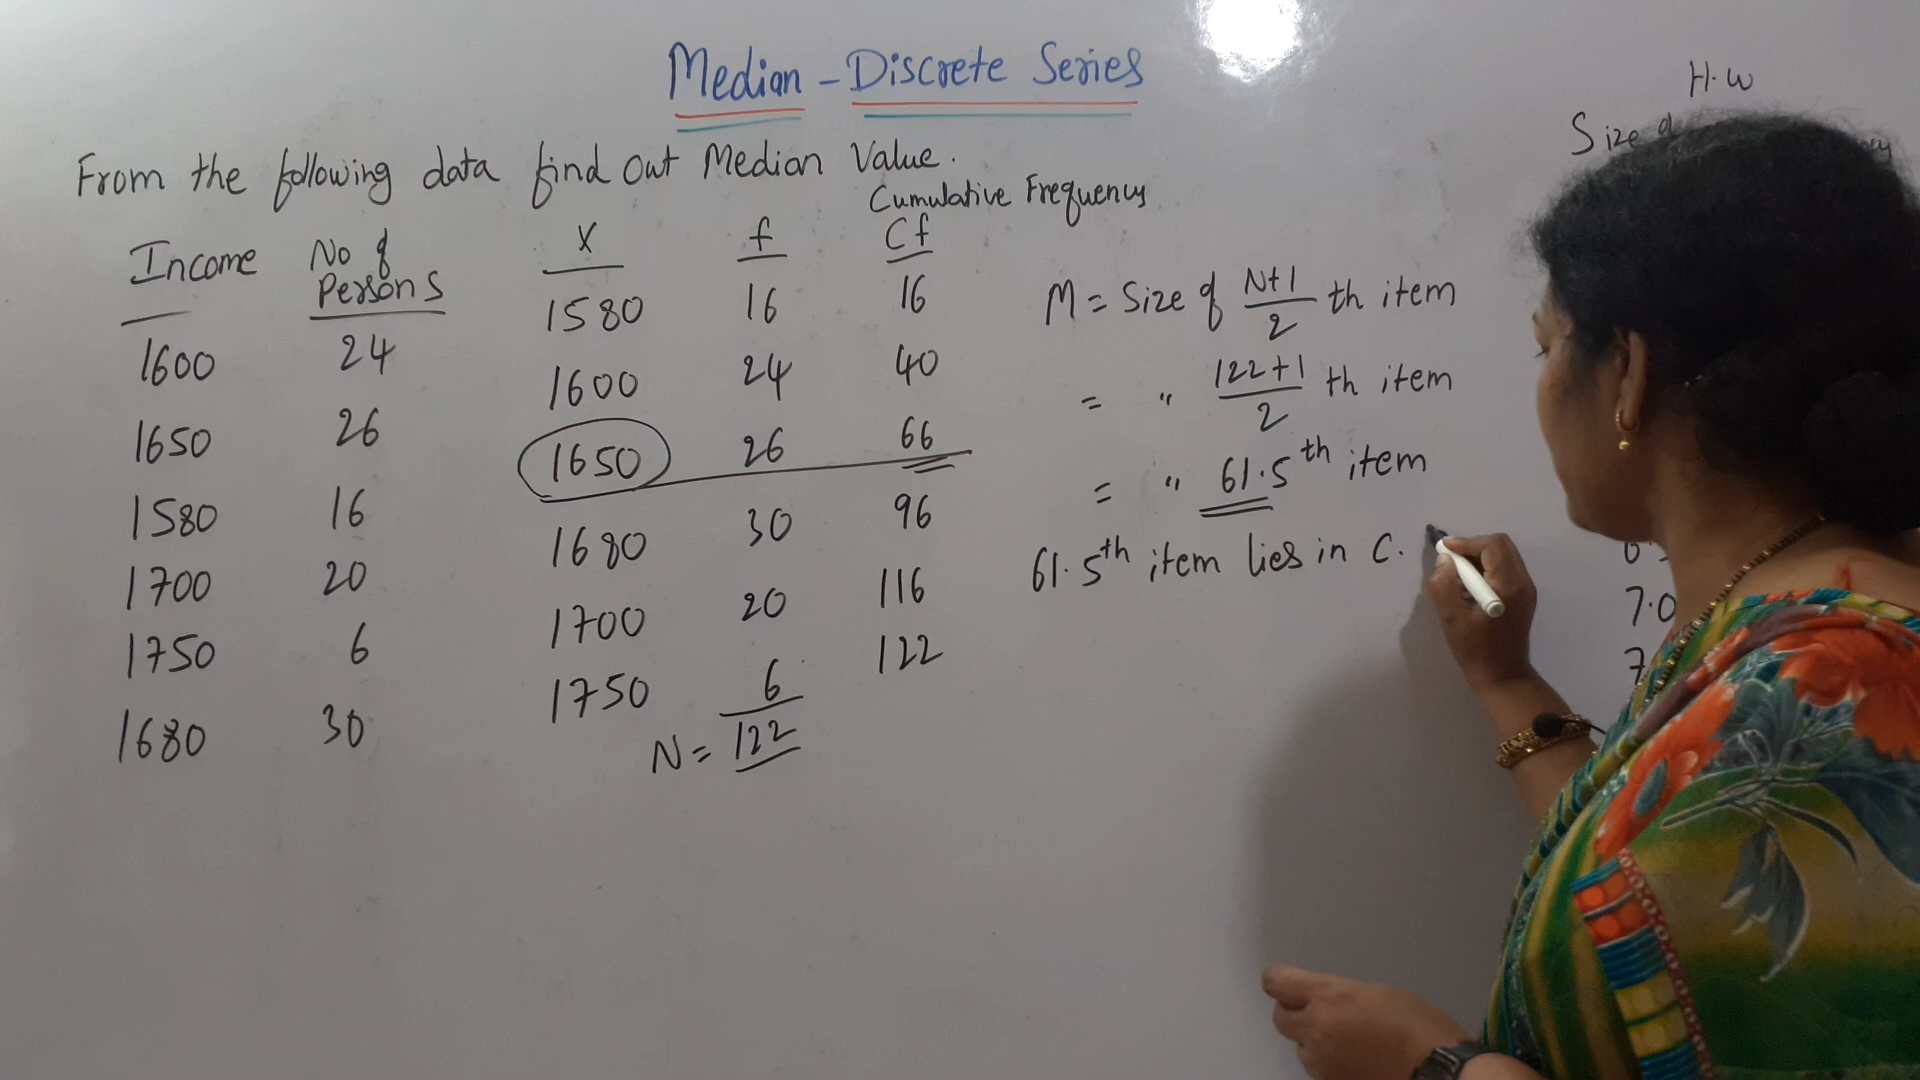 Median - Discrete Series
From the following data find out Median Value.
Income No of Persons
1600 24
1650 26
1580 16
1700 20
1750 6
1680 30
Cumulative Frequency
X f Cf
1580 16 16
1600 24 40
1650 26 66
1680 30 96
1700 20 116
1750 6 122
N = 122
M = Size of N+1/2 th item
= " 122+1/2 th item
= " 61.5th item
61.5th item lies in C.
H.W
Size of
7.0